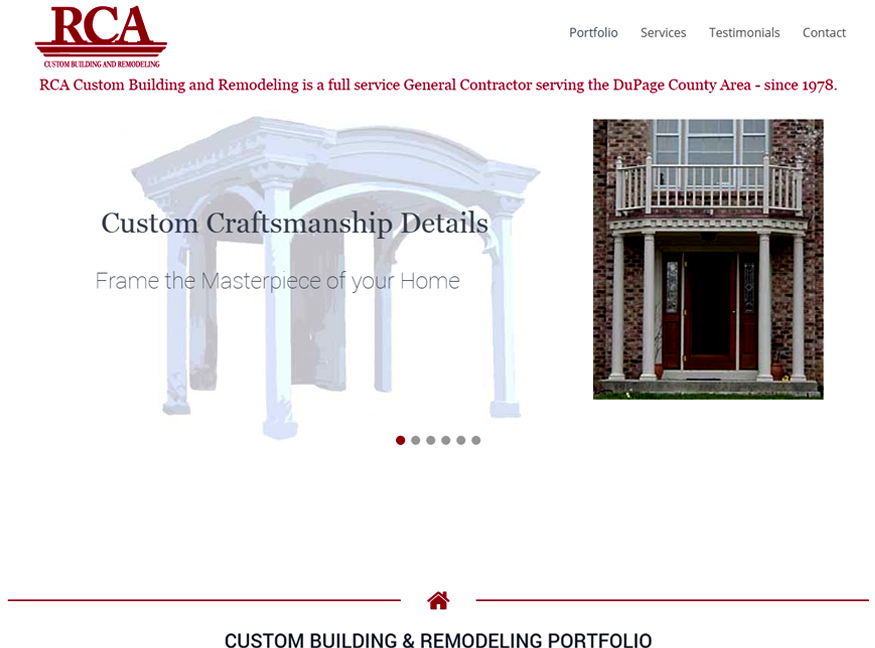 RCA
CUSTOM BUILDING AND REMODELING
Portfolio Services Testimonials Contact
RCA Custom Building and Remodeling is a full service General Contractor serving the DuPage County Area - since 1978.
Custom Craftsmanship Details
Frame the Masterpiece of your Home
CUSTOM BUILDING & REMODELING PORTFOLIO